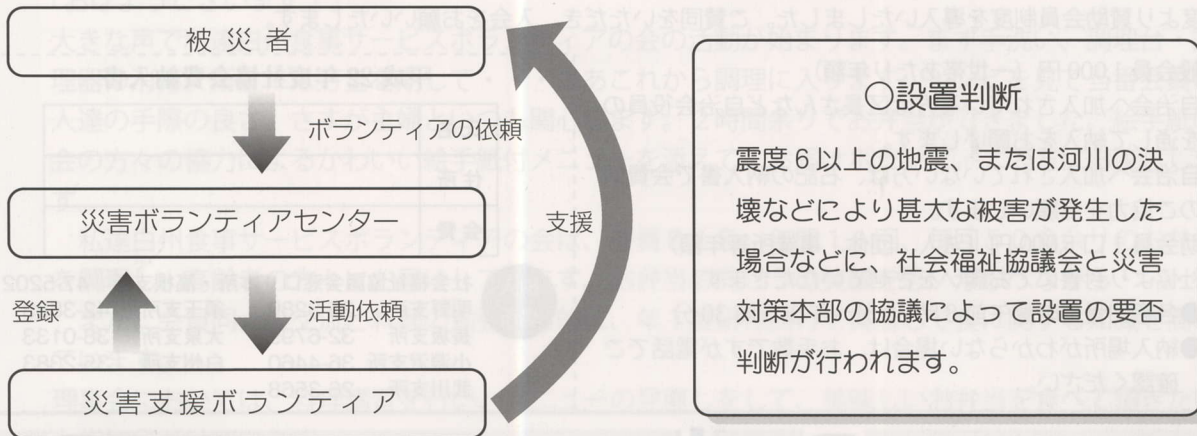 被災者
ボランティアの依頼
災害ボランティアセンター
支援
登録
活動依頼
災害支援ボランティア
○設置判断
震度6以上の地震、または河川の決
壊などにより甚大な被害が発生した
場合などに、社会福祉協議会と災害
対策本部の協議によって設置の要否
判断が行われます。